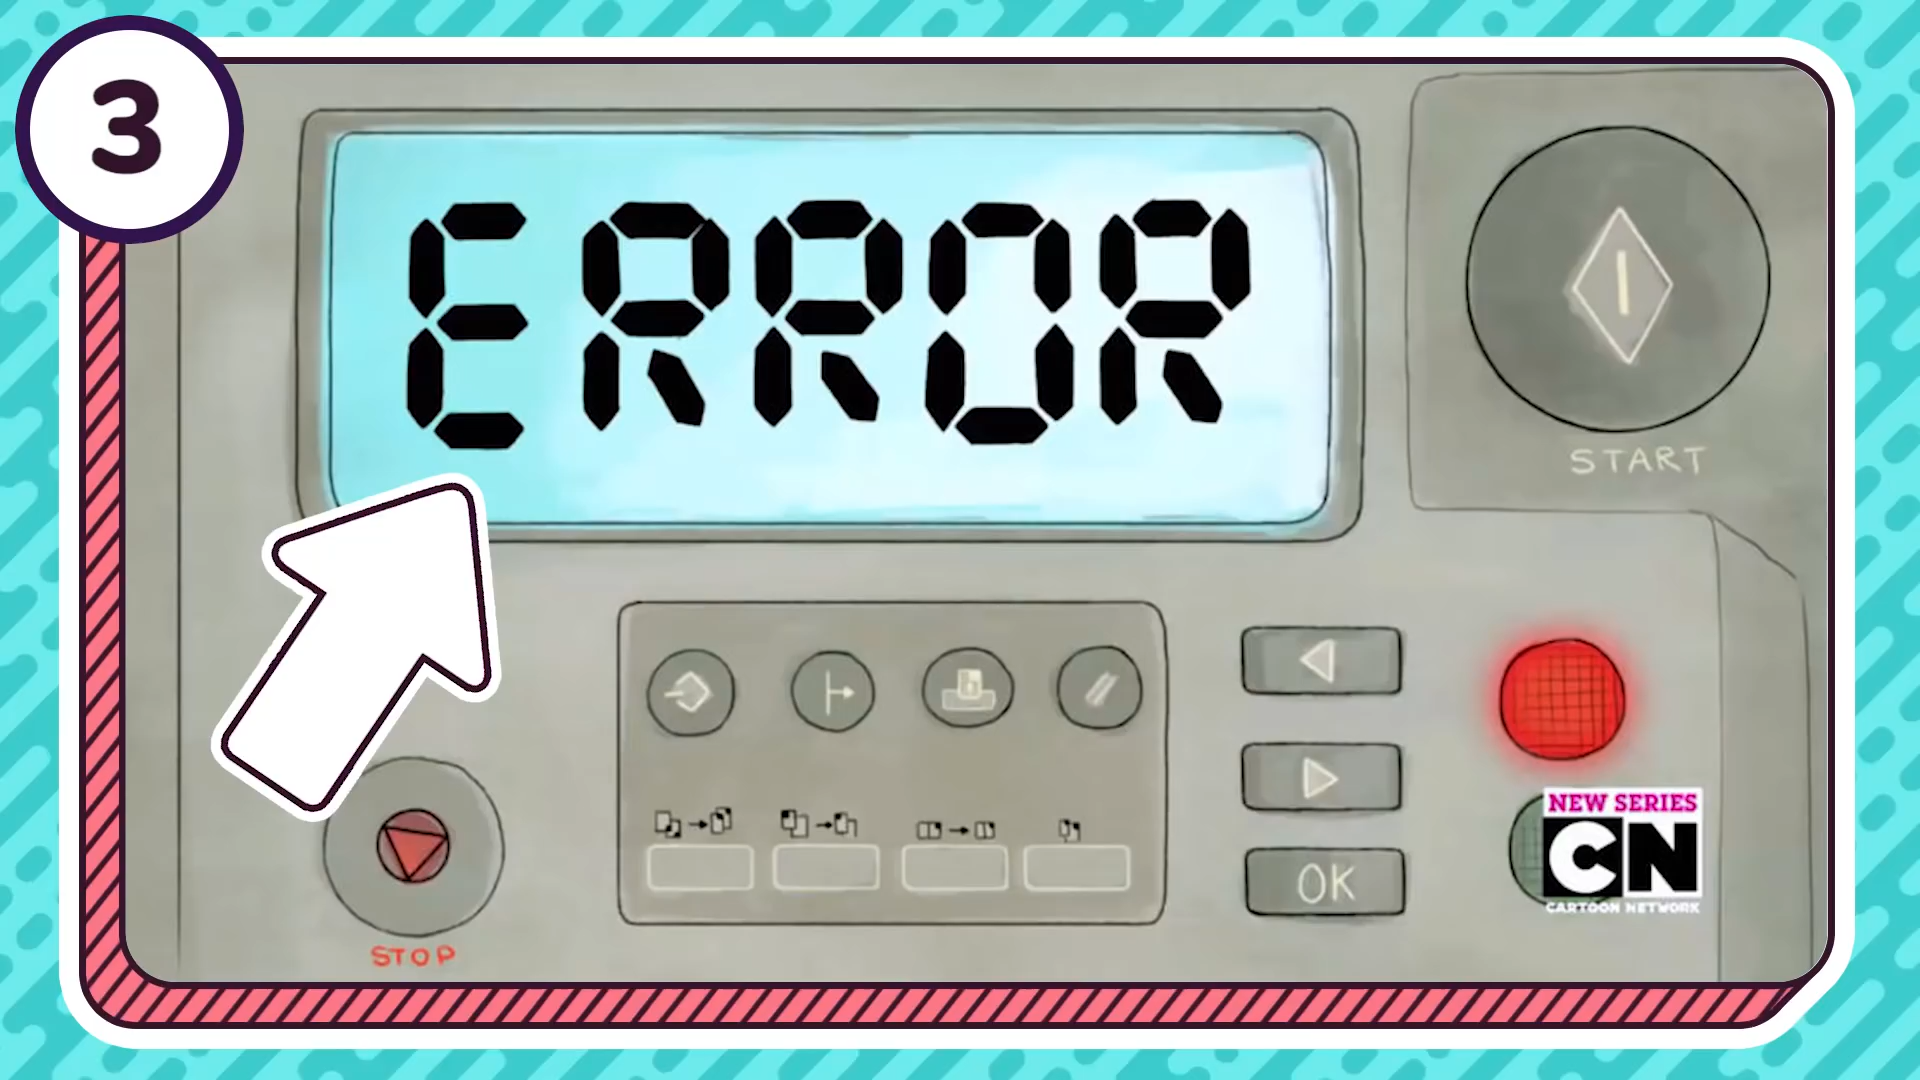 3
ERROR
START
STOP
OK
NEW SERIES
CN
CARTOON NETWORK